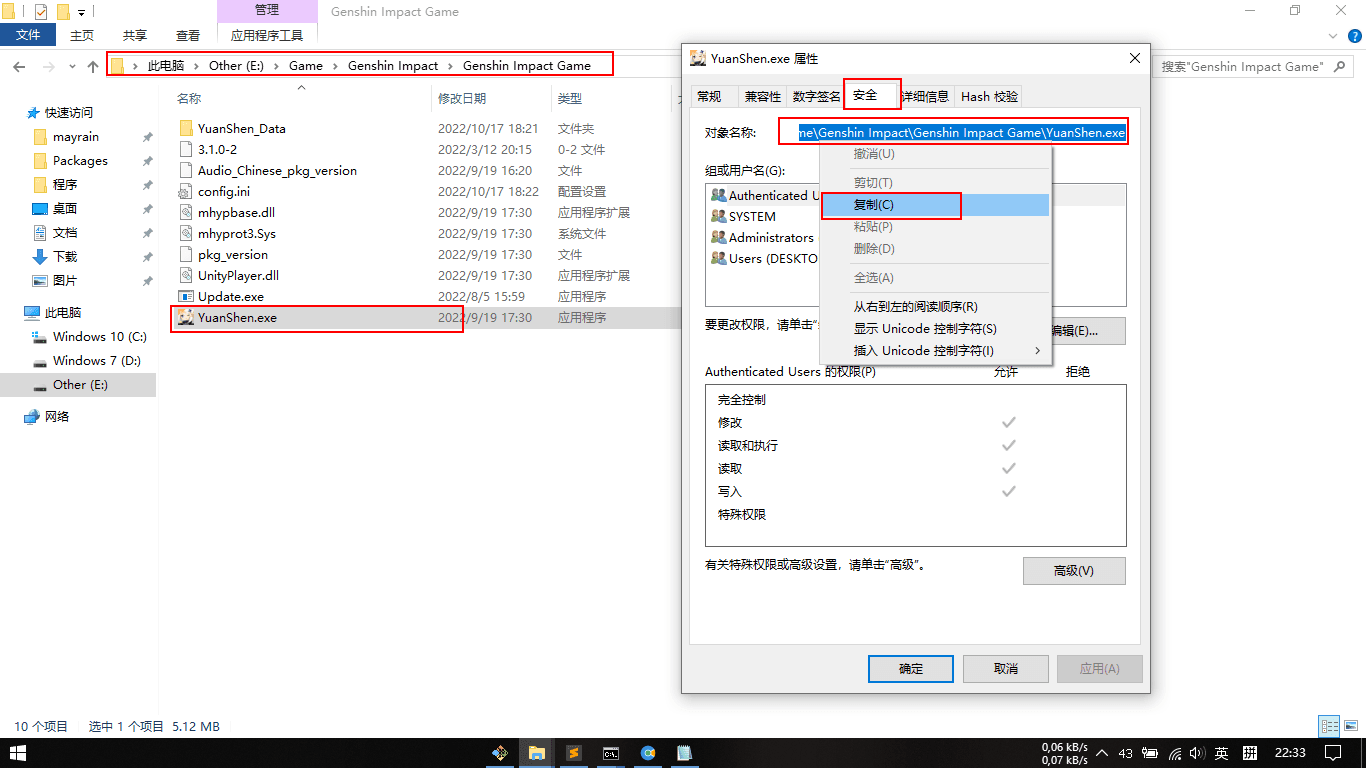 管理
Genshin Impact Game
文件
主页
共享
查看
应用程序工具
此电脑 > Other (E:) > Game > Genshin Impact > Genshin Impact Game
搜索"Genshin Impact Game"
快速访问
mayrain
Packages
程序
桌面
文档
下载
图片
此电脑
Windows 10 (C:)
Windows 7 (D:)
Other (E:)
网络
名称 修改日期 类型
YuanShen_Data 2022/10/17 18:21 文件夹
3.1.0-2 2022/3/12 20:15 0-2 文件
Audio_Chinese_pkg_version 2022/9/19 16:20 文件
config.ini 2022/10/17 18:22 配置设置
mhypbase.dll 2022/9/19 17:30 应用程序扩展
mhyprot3.Sys 2022/9/19 17:30 系统文件
pkg_version 2022/9/19 17:30 文件
UnityPlayer.dll 2022/9/19 17:30 应用程序扩展
Update.exe 2022/8/5 15:59 应用程序
YuanShen.exe 2022/9/19 17:30 应用程序
YuanShen.exe 属性
常规 兼容性 数字签名 安全 详细信息 Hash 校验
对象名称: me\Genshin Impact\Genshin Impact Game\YuanShen.exe
组或用户名(G):
Authenticated U
SYSTEM
Administrators
Users (DESKTO
撤消(U)
剪切(T)
复制(C)
粘贴(P)
删除(D)
全选(A)
从右到左的阅读顺序(R)
显示 Unicode 控制字符(S)
插入 Unicode 控制字符(I)
要更改权限，请单击"
编辑(E)...
Authenticated Users 的权限(P) 允许 拒绝
完全控制
修改
读取和执行
读取
写入
特殊权限
有关特殊权限或高级设置，请单击"高级"。
高级(V)
确定 取消 应用(A)
10 个项目 选中 1 个项目 5.12 MB
0,06 kB/s
0,07 kB/s
43
英
拼
22:33